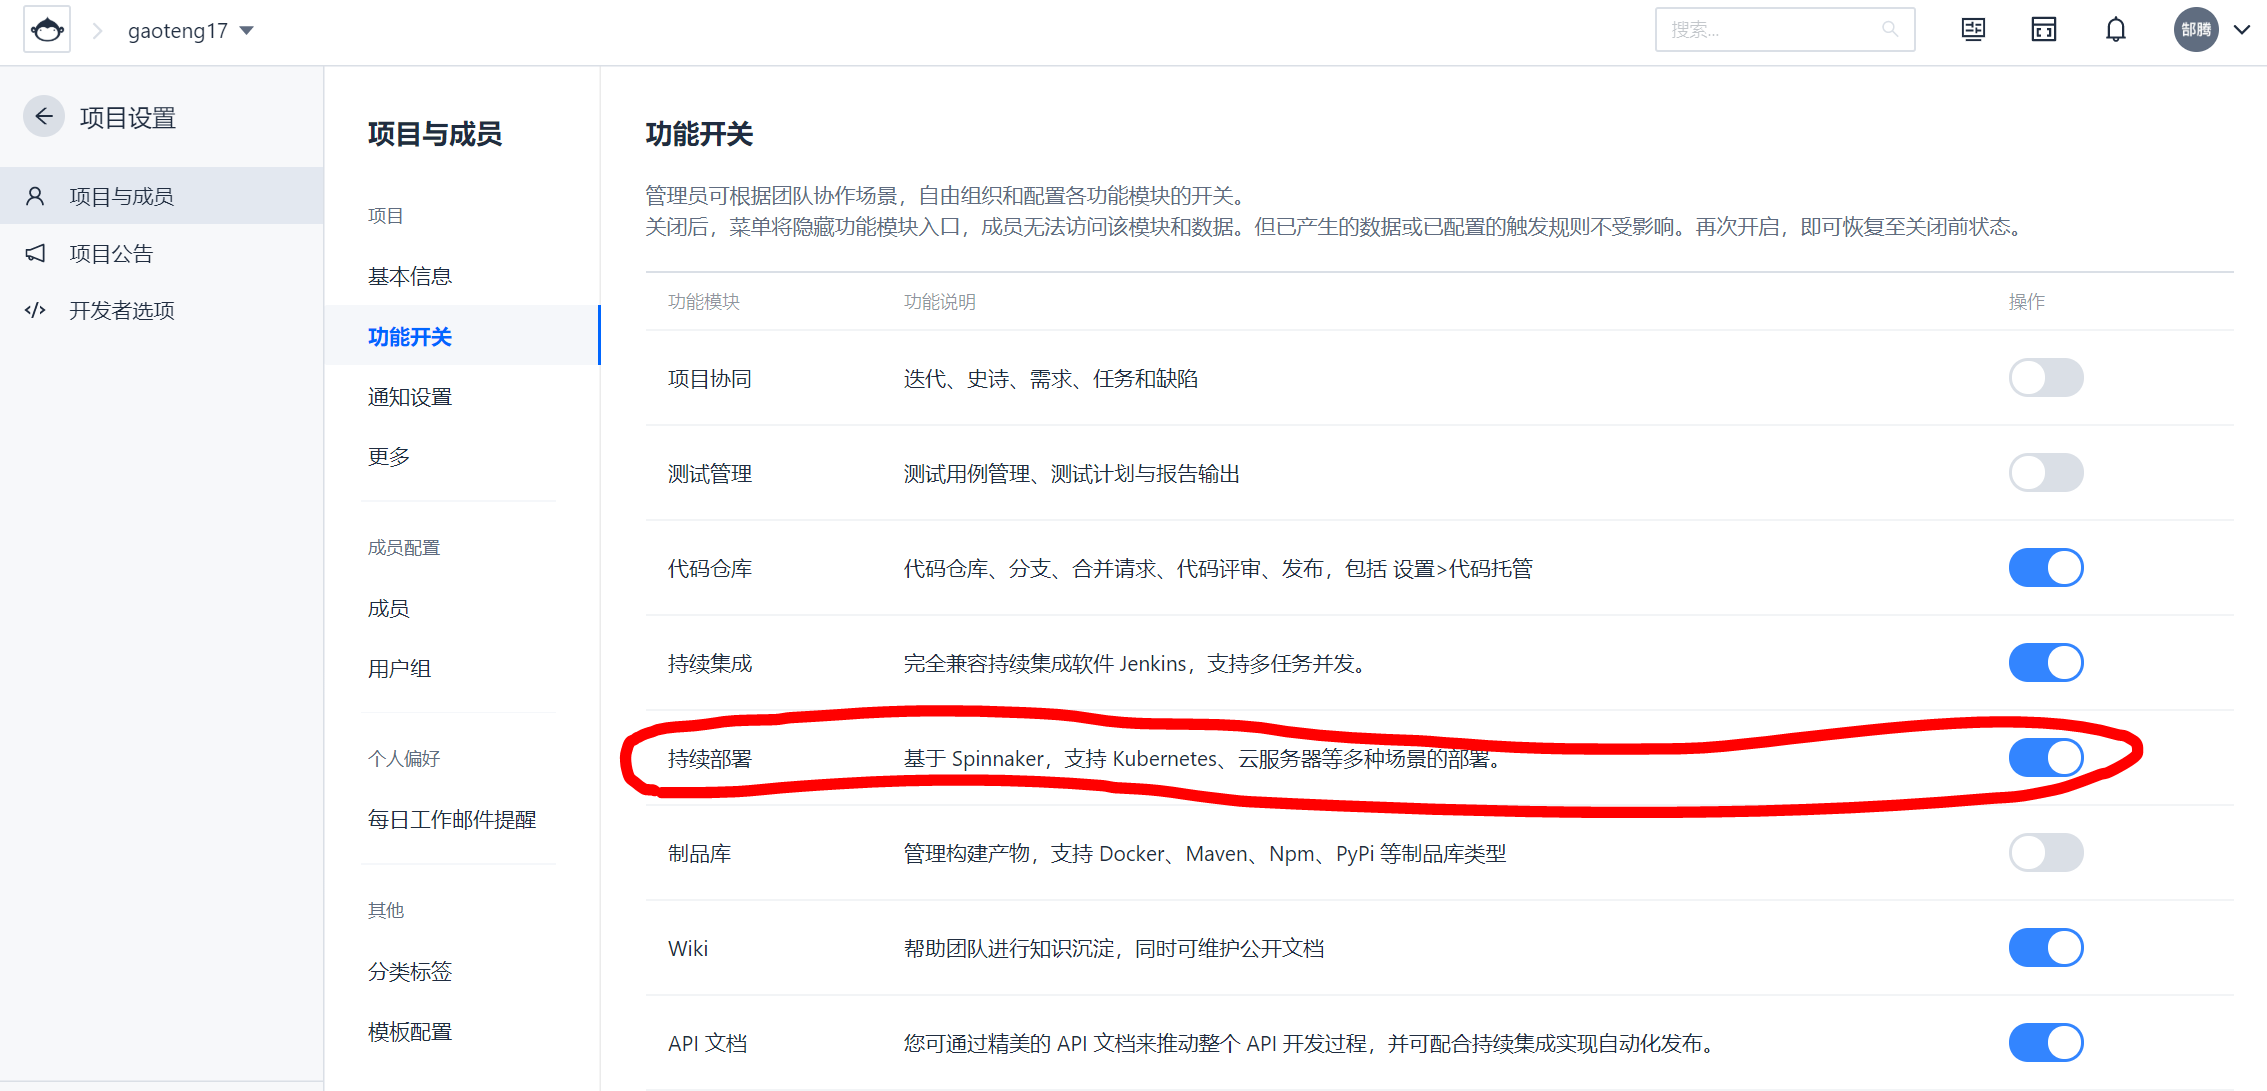 gaoteng17
搜索...
郜腾
项目设置
项目与成员
项目公告
开发者选项
项目与成员
项目
基本信息
功能开关
通知设置
更多
成员配置
成员
用户组
个人偏好
每日工作邮件提醒
其他
分类标签
模板配置
功能开关
管理员可根据团队协作场景，自由组织和配置各功能模块的开关。
关闭后，菜单将隐藏功能模块入口，成员无法访问该模块和数据。但已产生的数据或已配置的触发规则不受影响。再次开启，即可恢复至关闭前状态。
功能模块 功能说明 操作
项目协同 迭代、史诗、需求、任务和缺陷
测试管理 测试用例管理、测试计划与报告输出
代码仓库 代码仓库、分支、合并请求、代码评审、发布，包括 设置>代码托管
持续集成 完全兼容持续集成软件 Jenkins，支持多任务并发。
持续部署 基于 Spinnaker，支持 Kubernetes、云服务器等多种场景的部署。
制品库 管理构建产物，支持 Docker、Maven、Npm、PyPi 等制品库类型
Wiki 帮助团队进行知识沉淀，同时可维护公开文档
API 文档 您可通过精美的 API 文档来推动整个 API 开发过程，并可配合持续集成实现自动化发布。